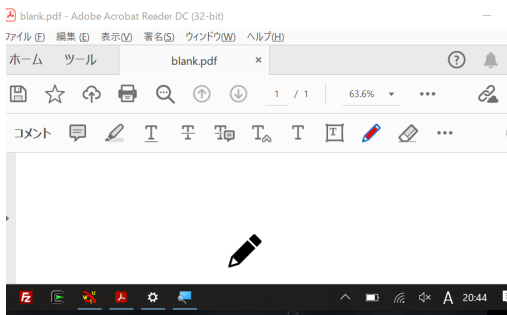 blank.pdf - Adobe Acrobat Reader DC (32-bit)
ファイル(F) 編集(E) 表示(V) 署名(S) ウィンドウ(W) ヘルプ(H)
ホーム ツール blank.pdf ×
1 / 1 63.6%
コメント
A 20:44